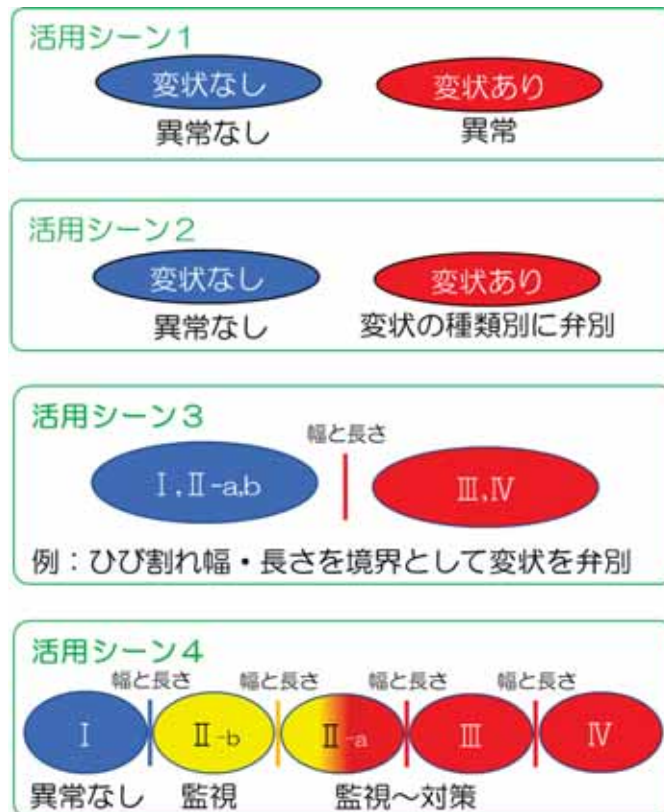 活用シーン1
変状なし 変状あり
異常なし 異常
活用シーン2
変状なし 変状あり
異常なし 変状の種類別に弁別
活用シーン3
幅と長さ
Ⅰ,Ⅱ-a,b Ⅲ,Ⅳ
例：ひび割れ幅・長さを境界として変状を弁別
活用シーン4
幅と長さ 幅と長さ 幅と長さ 幅と長さ
Ⅰ Ⅱ-b Ⅱ-a Ⅲ Ⅳ
異常なし 監視 監視～対策